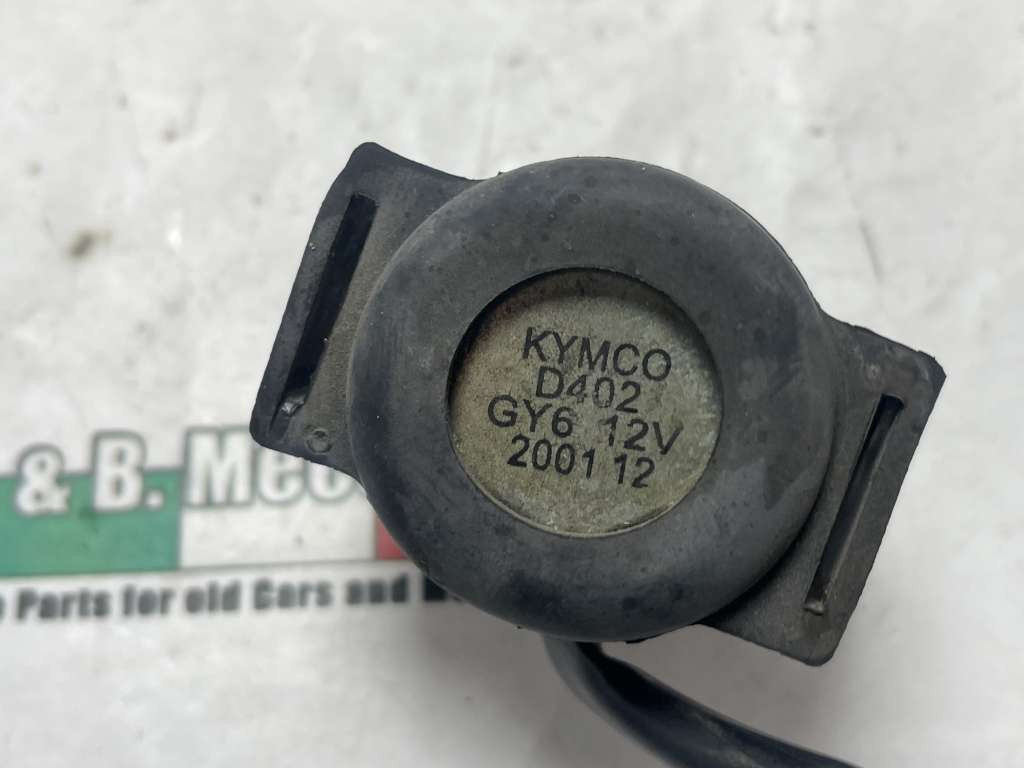 KYMCO
D402
GY6 12V
2001 12
& B. Mec
Parts for old Cars and